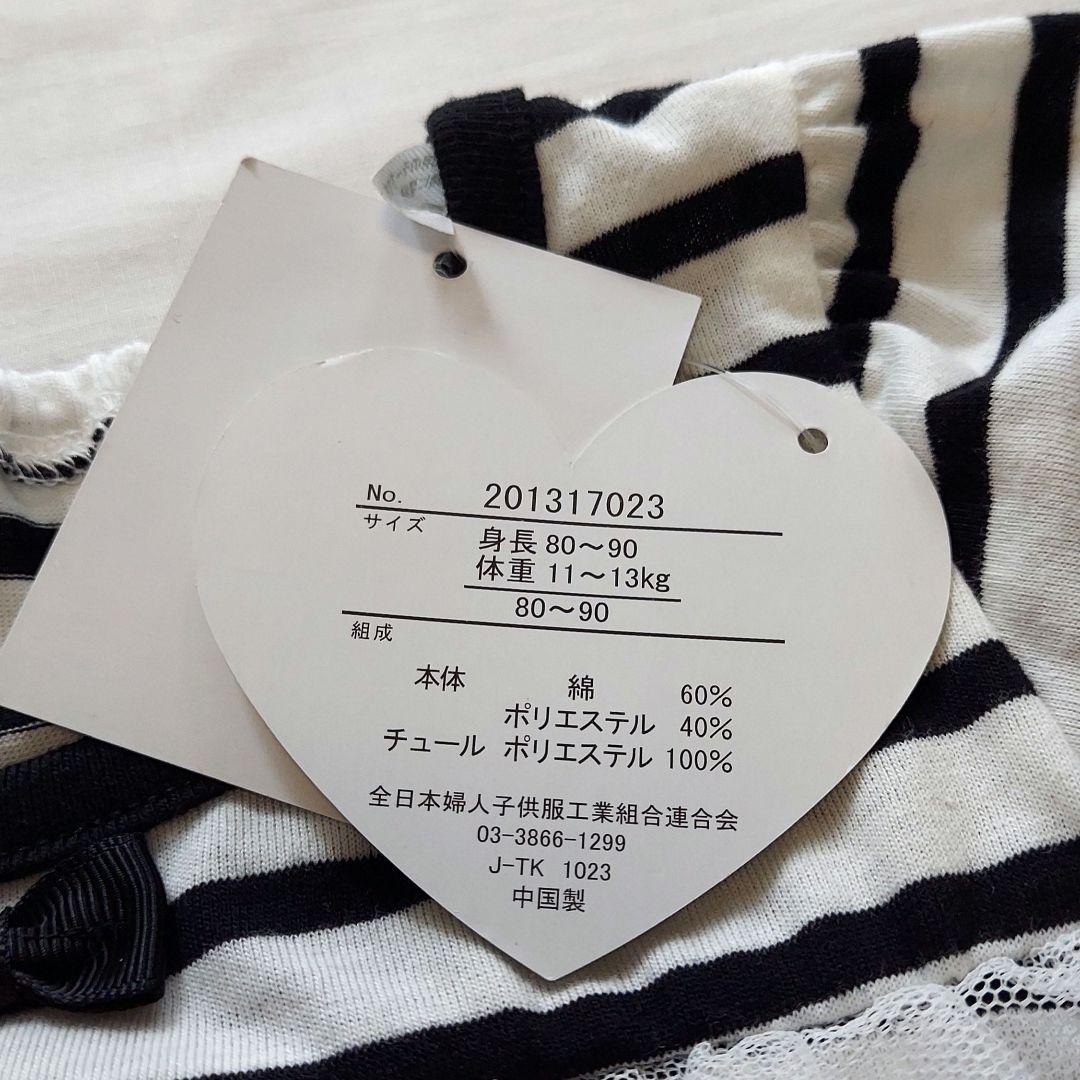 No. 201317023
サイズ
身長 80～90
体重 11～13kg
80～90
組成
本体 綿 60%
ポリエステル 40%
チュール ポリエステル 100%
全日本婦人子供服工業組合連合会
03-3866-1299
J-TK 1023
中国製